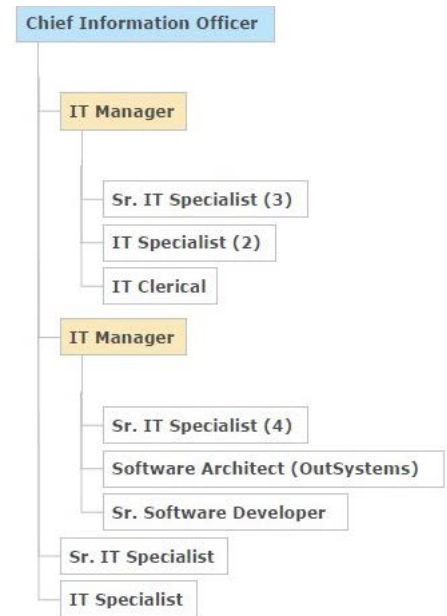 Chief Information Officer
IT Manager
Sr. IT Specialist (3)
IT Specialist (2)
IT Clerical
IT Manager
Sr. IT Specialist (4)
Software Architect (OutSystems)
Sr. Software Developer
Sr. IT Specialist
IT Specialist